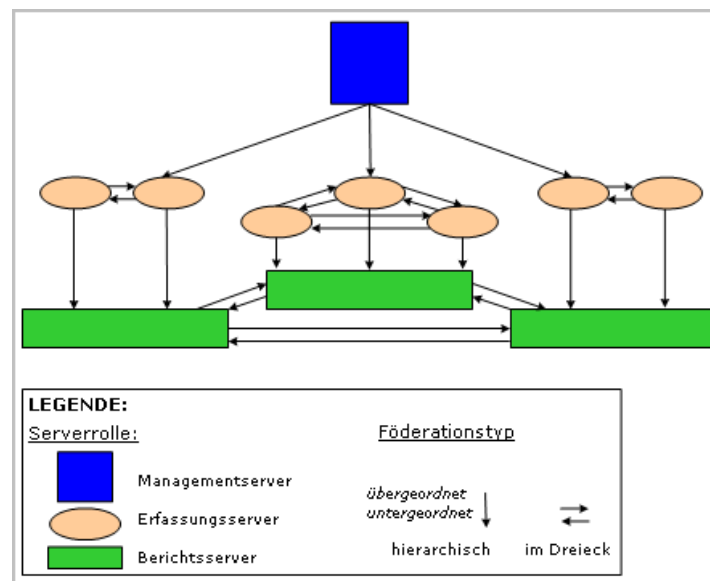 LEGENDE:
Serverrolle:
Managementserver
Erfassungsserver
Berichtsserver
Föderationstyp
übergeordnet
untergeordnet
hierarchisch
im Dreieck